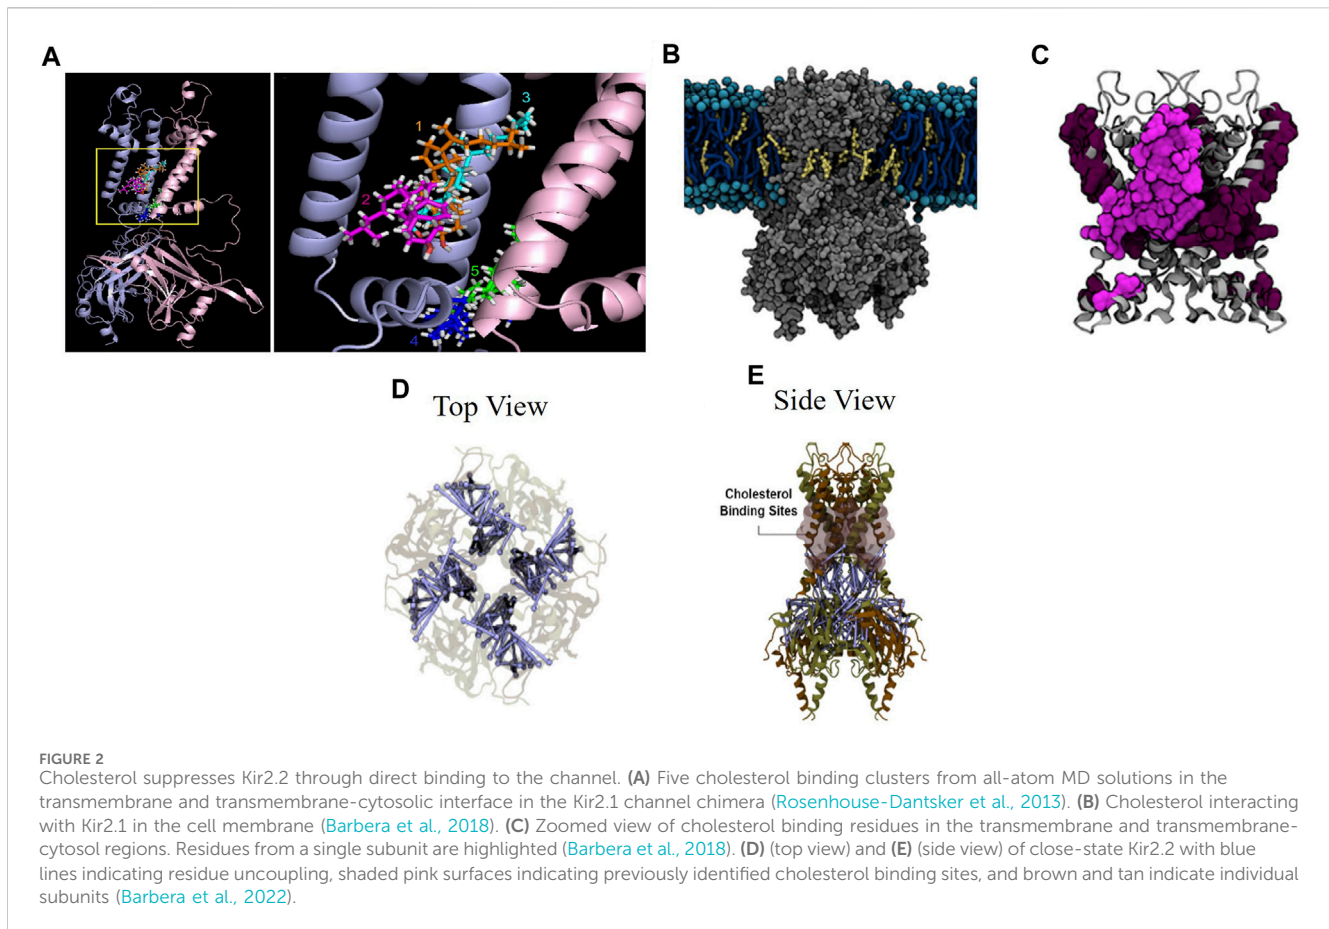 A
B
C
1
3
2
5
4
D
Top View
E
Side View
Cholesterol
Binding Sites
FIGURE 2
Cholesterol suppresses Kir2.2 through direct binding to the channel. (A) Five cholesterol binding clusters from all-atom MD solutions in the
transmembrane and transmembrane-cytosolic interface in the Kir2.1 channel chimera (Rosenhouse-Dantsker et al., 2013). (B) Cholesterol interacting
with Kir2.1 in the cell membrane (Barbera et al., 2018). (C) Zoomed view of cholesterol binding residues in the transmembrane and transmembrane-
cytosol regions. Residues from a single subunit are highlighted (Barbera et al., 2018). (D) (top view) and (E) (side view) of close-state Kir2.2 with blue
lines indicating residue uncoupling, shaded pink surfaces indicating previously identified cholesterol binding sites, and brown and tan indicate individual
subunits (Barbera et al., 2022).